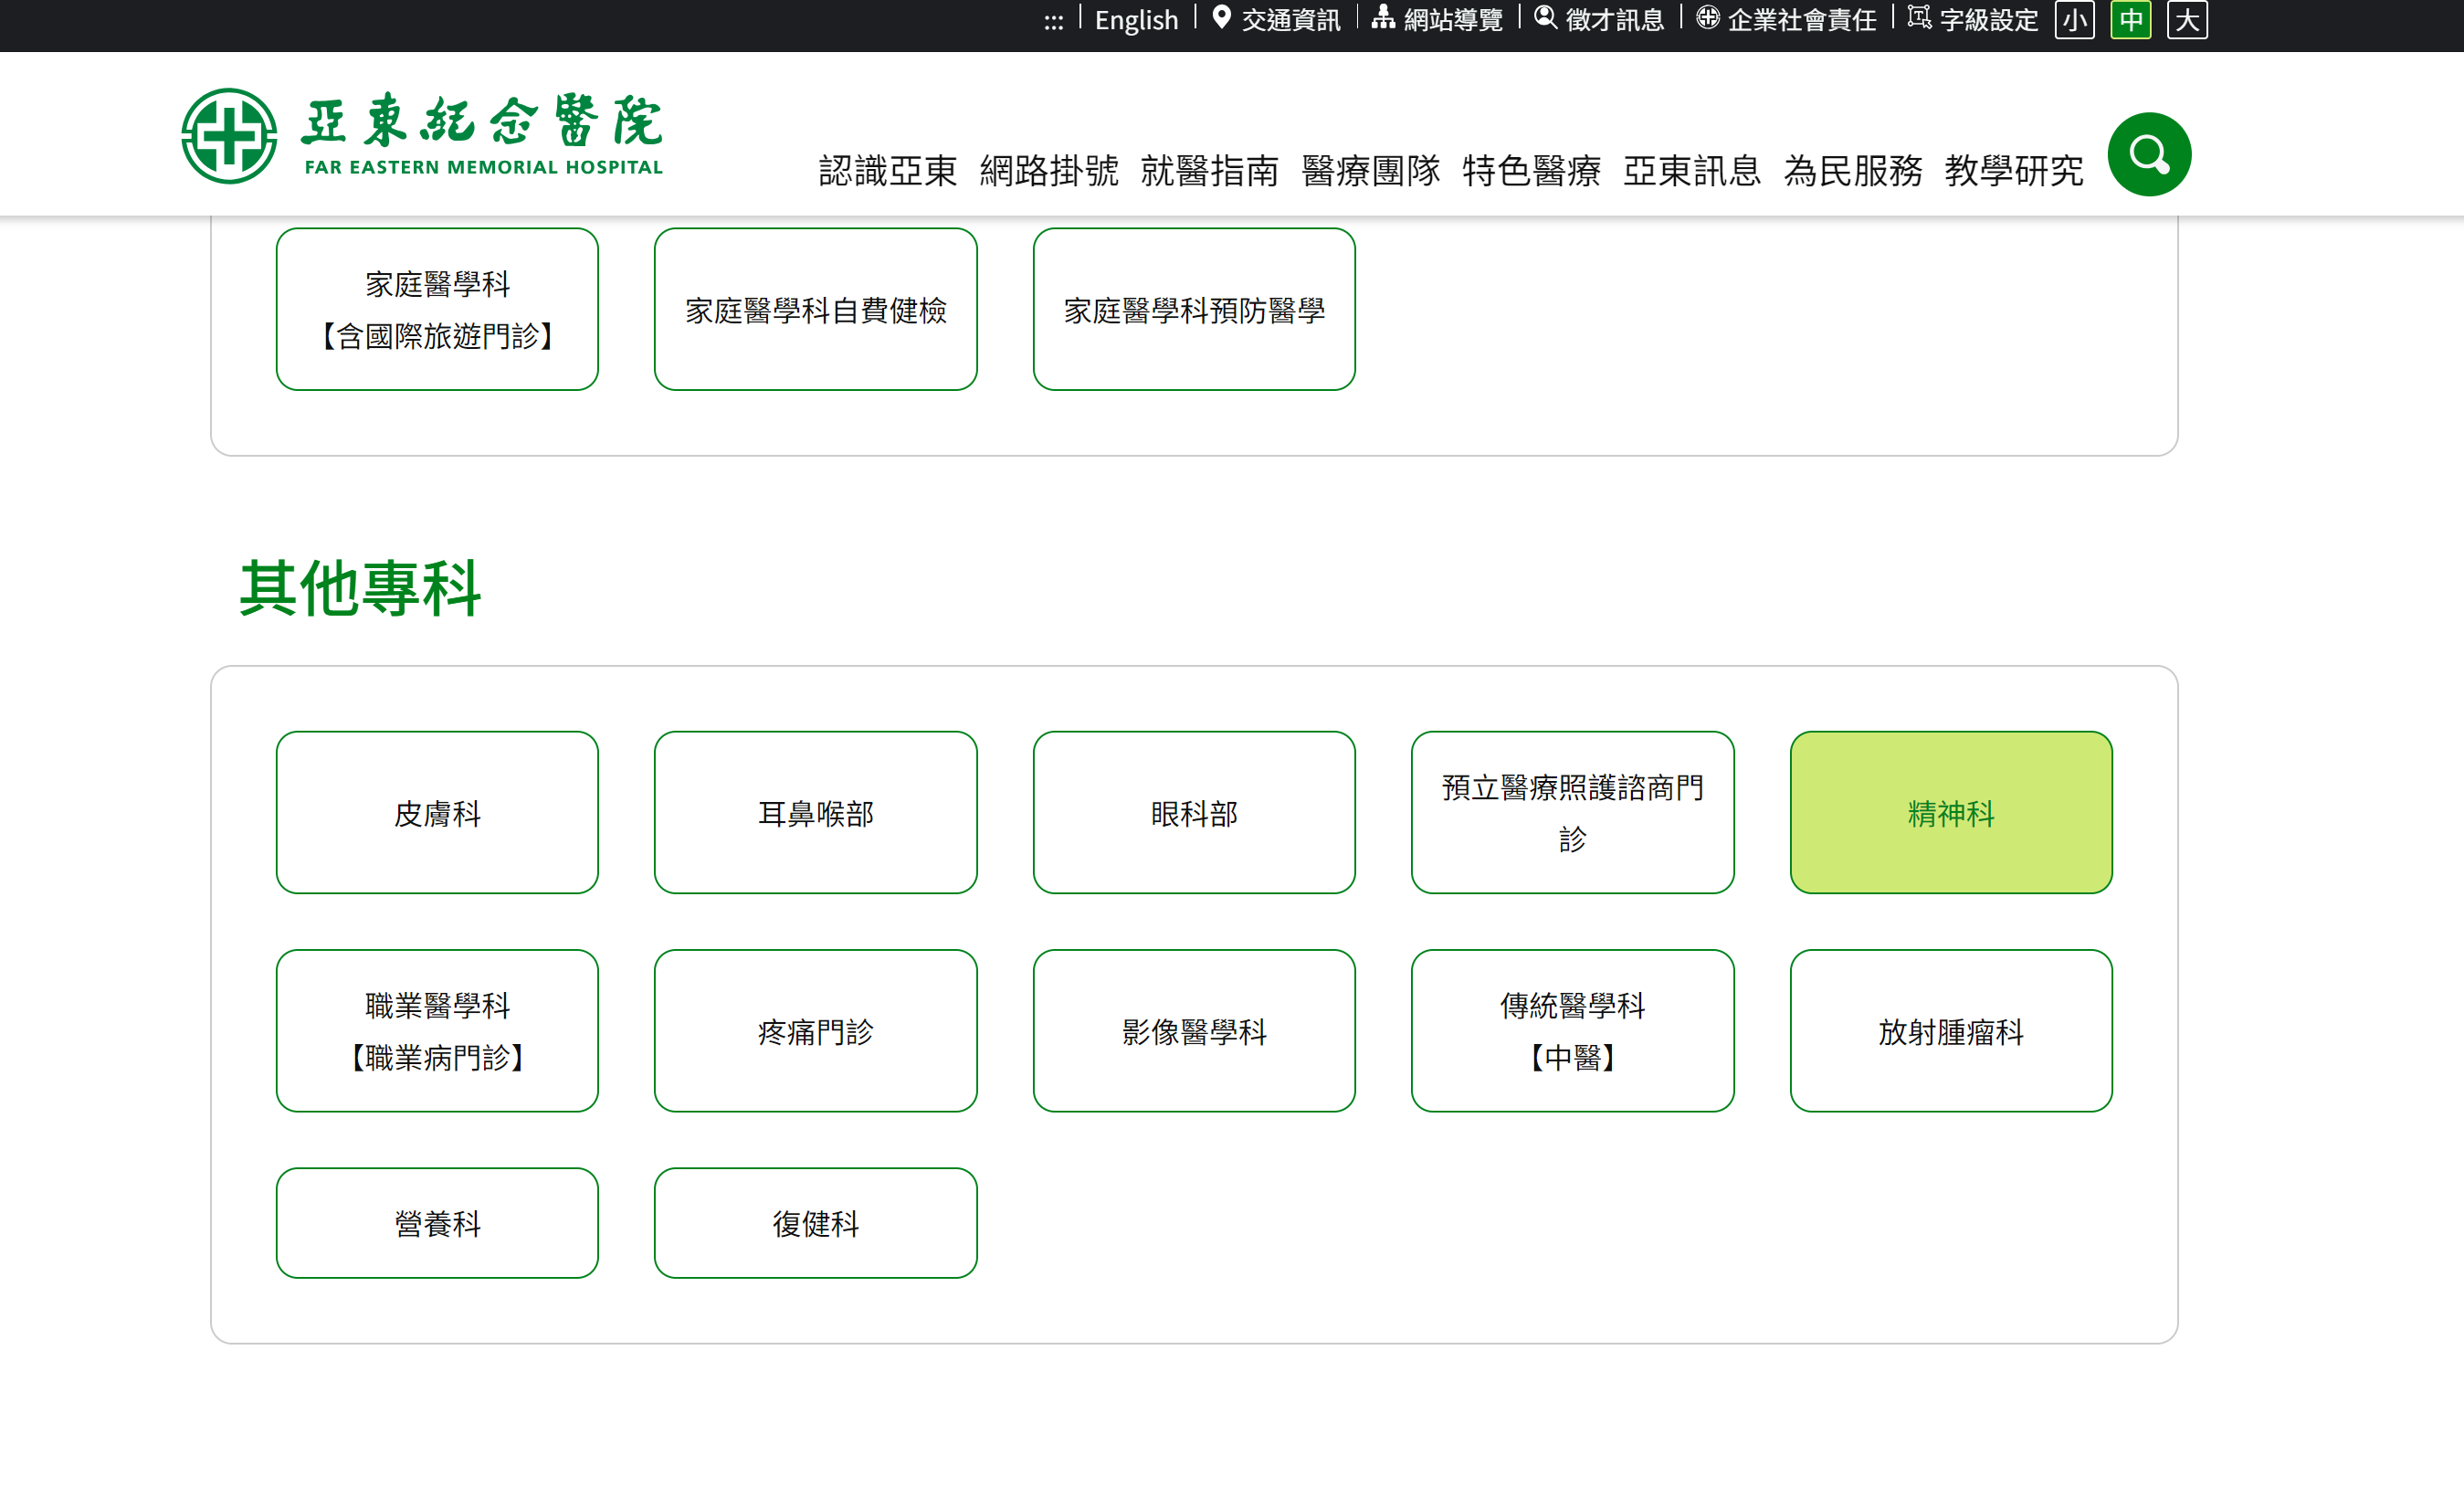 ::: English 交通資訊 網站導覽 徵才訊息 企業社會責任 字級設定 小 中 大
亞東紀念醫院
FAR EASTERN MEMORIAL HOSPITAL
認識亞東 網路掛號 就醫指南 醫療團隊 特色醫療 亞東訊息 為民服務 教學研究
家庭醫學科
【含國際旅遊門診】
家庭醫學科自費健檢
家庭醫學科預防醫學
其他專科
皮膚科
耳鼻喉部
眼科部
預立醫療照護諮商門
診
精神科
職業醫學科
【職業病門診】
疼痛門診
影像醫學科
傳統醫學科
【中醫】
放射腫瘤科
營養科
復健科